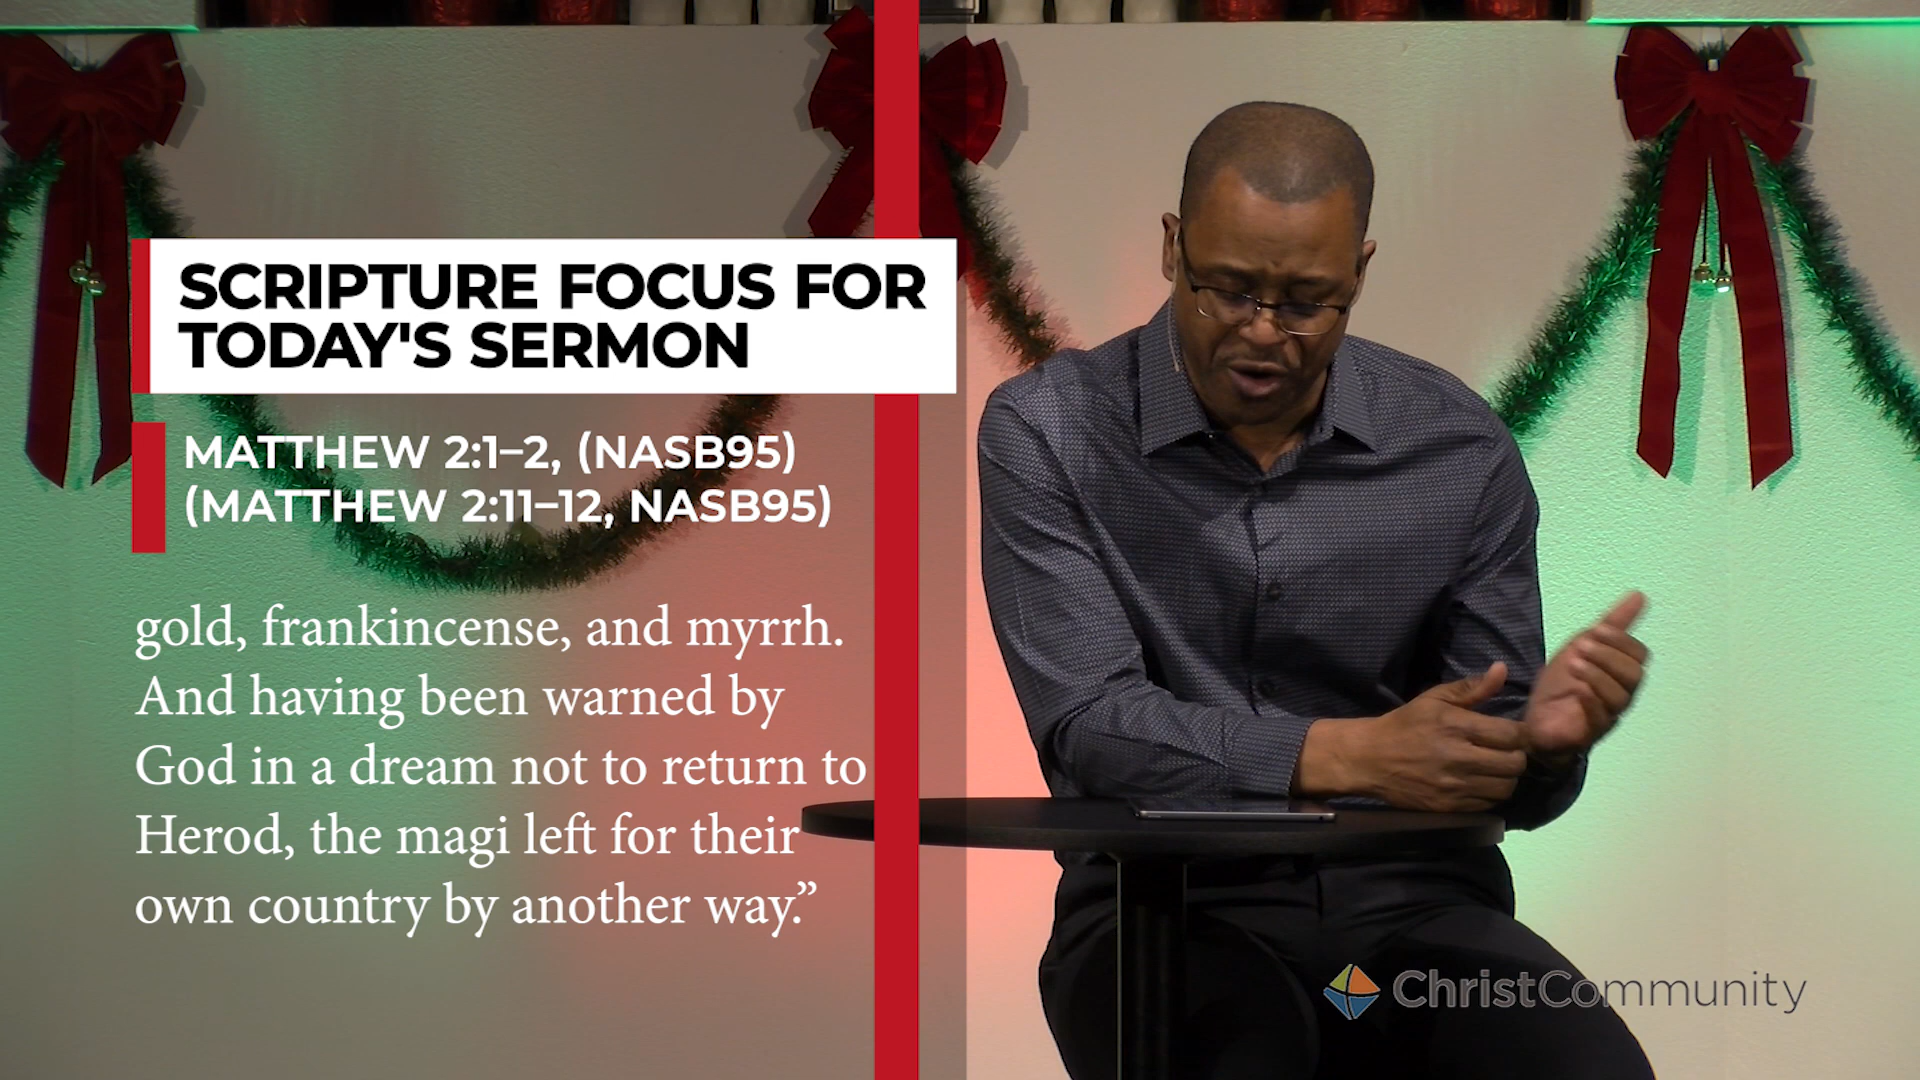 SCRIPTURE FOCUS FOR
TODAY'S SERMON
MATTHEW 2:1–2, (NASB95)
(MATTHEW 2:11–12, NASB95)
gold, frankincense, and myrrh.
And having been warned by
God in a dream not to return to
Herod, the magi left for their
own country by another way.”
ChristCommunity